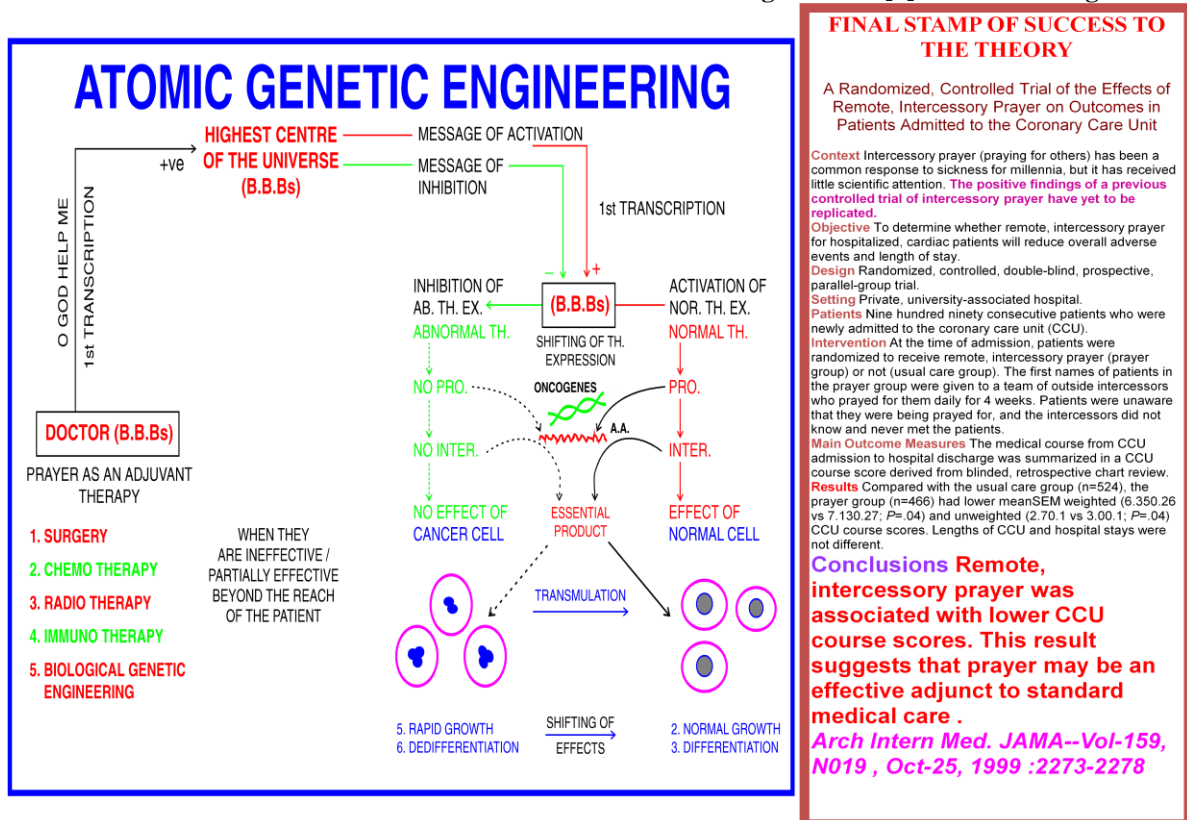 ATOMIC GENETIC ENGINEERING
HIGHEST CENTRE
OF THE UNIVERSE
(B.B.Bs)
+ve
MESSAGE OF ACTIVATION
MESSAGE OF
INHIBITION
1st TRANSCRIPTION
O GOD HELP ME
1st TRANSCRIPTION
DOCTOR (B.B.Bs)
PRAYER AS AN ADJUVANT
THERAPY
1. SURGERY
2. CHEMO THERAPY
3. RADIO THERAPY
4. IMMUNO THERAPY
5. BIOLOGICAL GENETIC
ENGINEERING
WHEN THEY
ARE INEFFECTIVE /
PARTIALLY EFFECTIVE
BEYOND THE REACH
OF THE PATIENT
− +
INHIBITION OF
AB. TH. EX.
ABNORMAL TH.
NO PRO.
NO INTER.
NO EFFECT OF
CANCER CELL
(B.B.Bs)
SHIFTING OF TH.
EXPRESSION
ONCOGENES
A.A.
ESSENTIAL
PRODUCT
ACTIVATION OF
NOR. TH. EX.
NORMAL TH.
PRO.
INTER.
EFFECT OF
NORMAL CELL
TRANSMULATION
5. RAPID GROWTH
6. DEDIFFERENTIATION
SHIFTING OF
EFFECTS
2. NORMAL GROWTH
3. DIFFERENTIATION
FINAL STAMP OF SUCCESS TO
THE THEORY
A Randomized, Controlled Trial of the Effects of
Remote, Intercessory Prayer on Outcomes in
Patients Admitted to the Coronary Care Unit
Context Intercessory prayer (praying for others) has been a
common response to sickness for millennia, but it has received
little scientific attention. The positive findings of a previous
controlled trial of intercessory prayer have yet to be
replicated.
Objective To determine whether remote, intercessory prayer
for hospitalized, cardiac patients will reduce overall adverse
events and length of stay.
Design Randomized, controlled, double-blind, prospective,
parallel-group trial.
Setting Private, university-associated hospital.
Patients Nine hundred ninety consecutive patients who were
newly admitted to the coronary care unit (CCU).
Intervention At the time of admission, patients were
randomized to receive remote, intercessory prayer (prayer
group) or not (usual care group). The first names of patients in
the prayer group were given to a team of outside intercessors
who prayed for them daily for 4 weeks. Patients were unaware
that they were being prayed for, and the intercessors did not
know and never met the patients.
Main Outcome Measures The medical course from CCU
admission to hospital discharge was summarized in a CCU
course score derived from blinded, retrospective chart review.
Results Compared with the usual care group (n=524), the
prayer group (n=466) had lower meanSEM weighted (6.350.26
vs 7.130.27; P=.04) and unweighted (2.70.1 vs 3.00.1; P=.04)
CCU course scores. Lengths of CCU and hospital stays were
not different.
Conclusions Remote,
intercessory prayer was
associated with lower CCU
course scores. This result
suggests that prayer may be an
effective adjunct to standard
medical care .
Arch Intern Med. JAMA--Vol-159,
N019 , Oct-25, 1999 :2273-2278